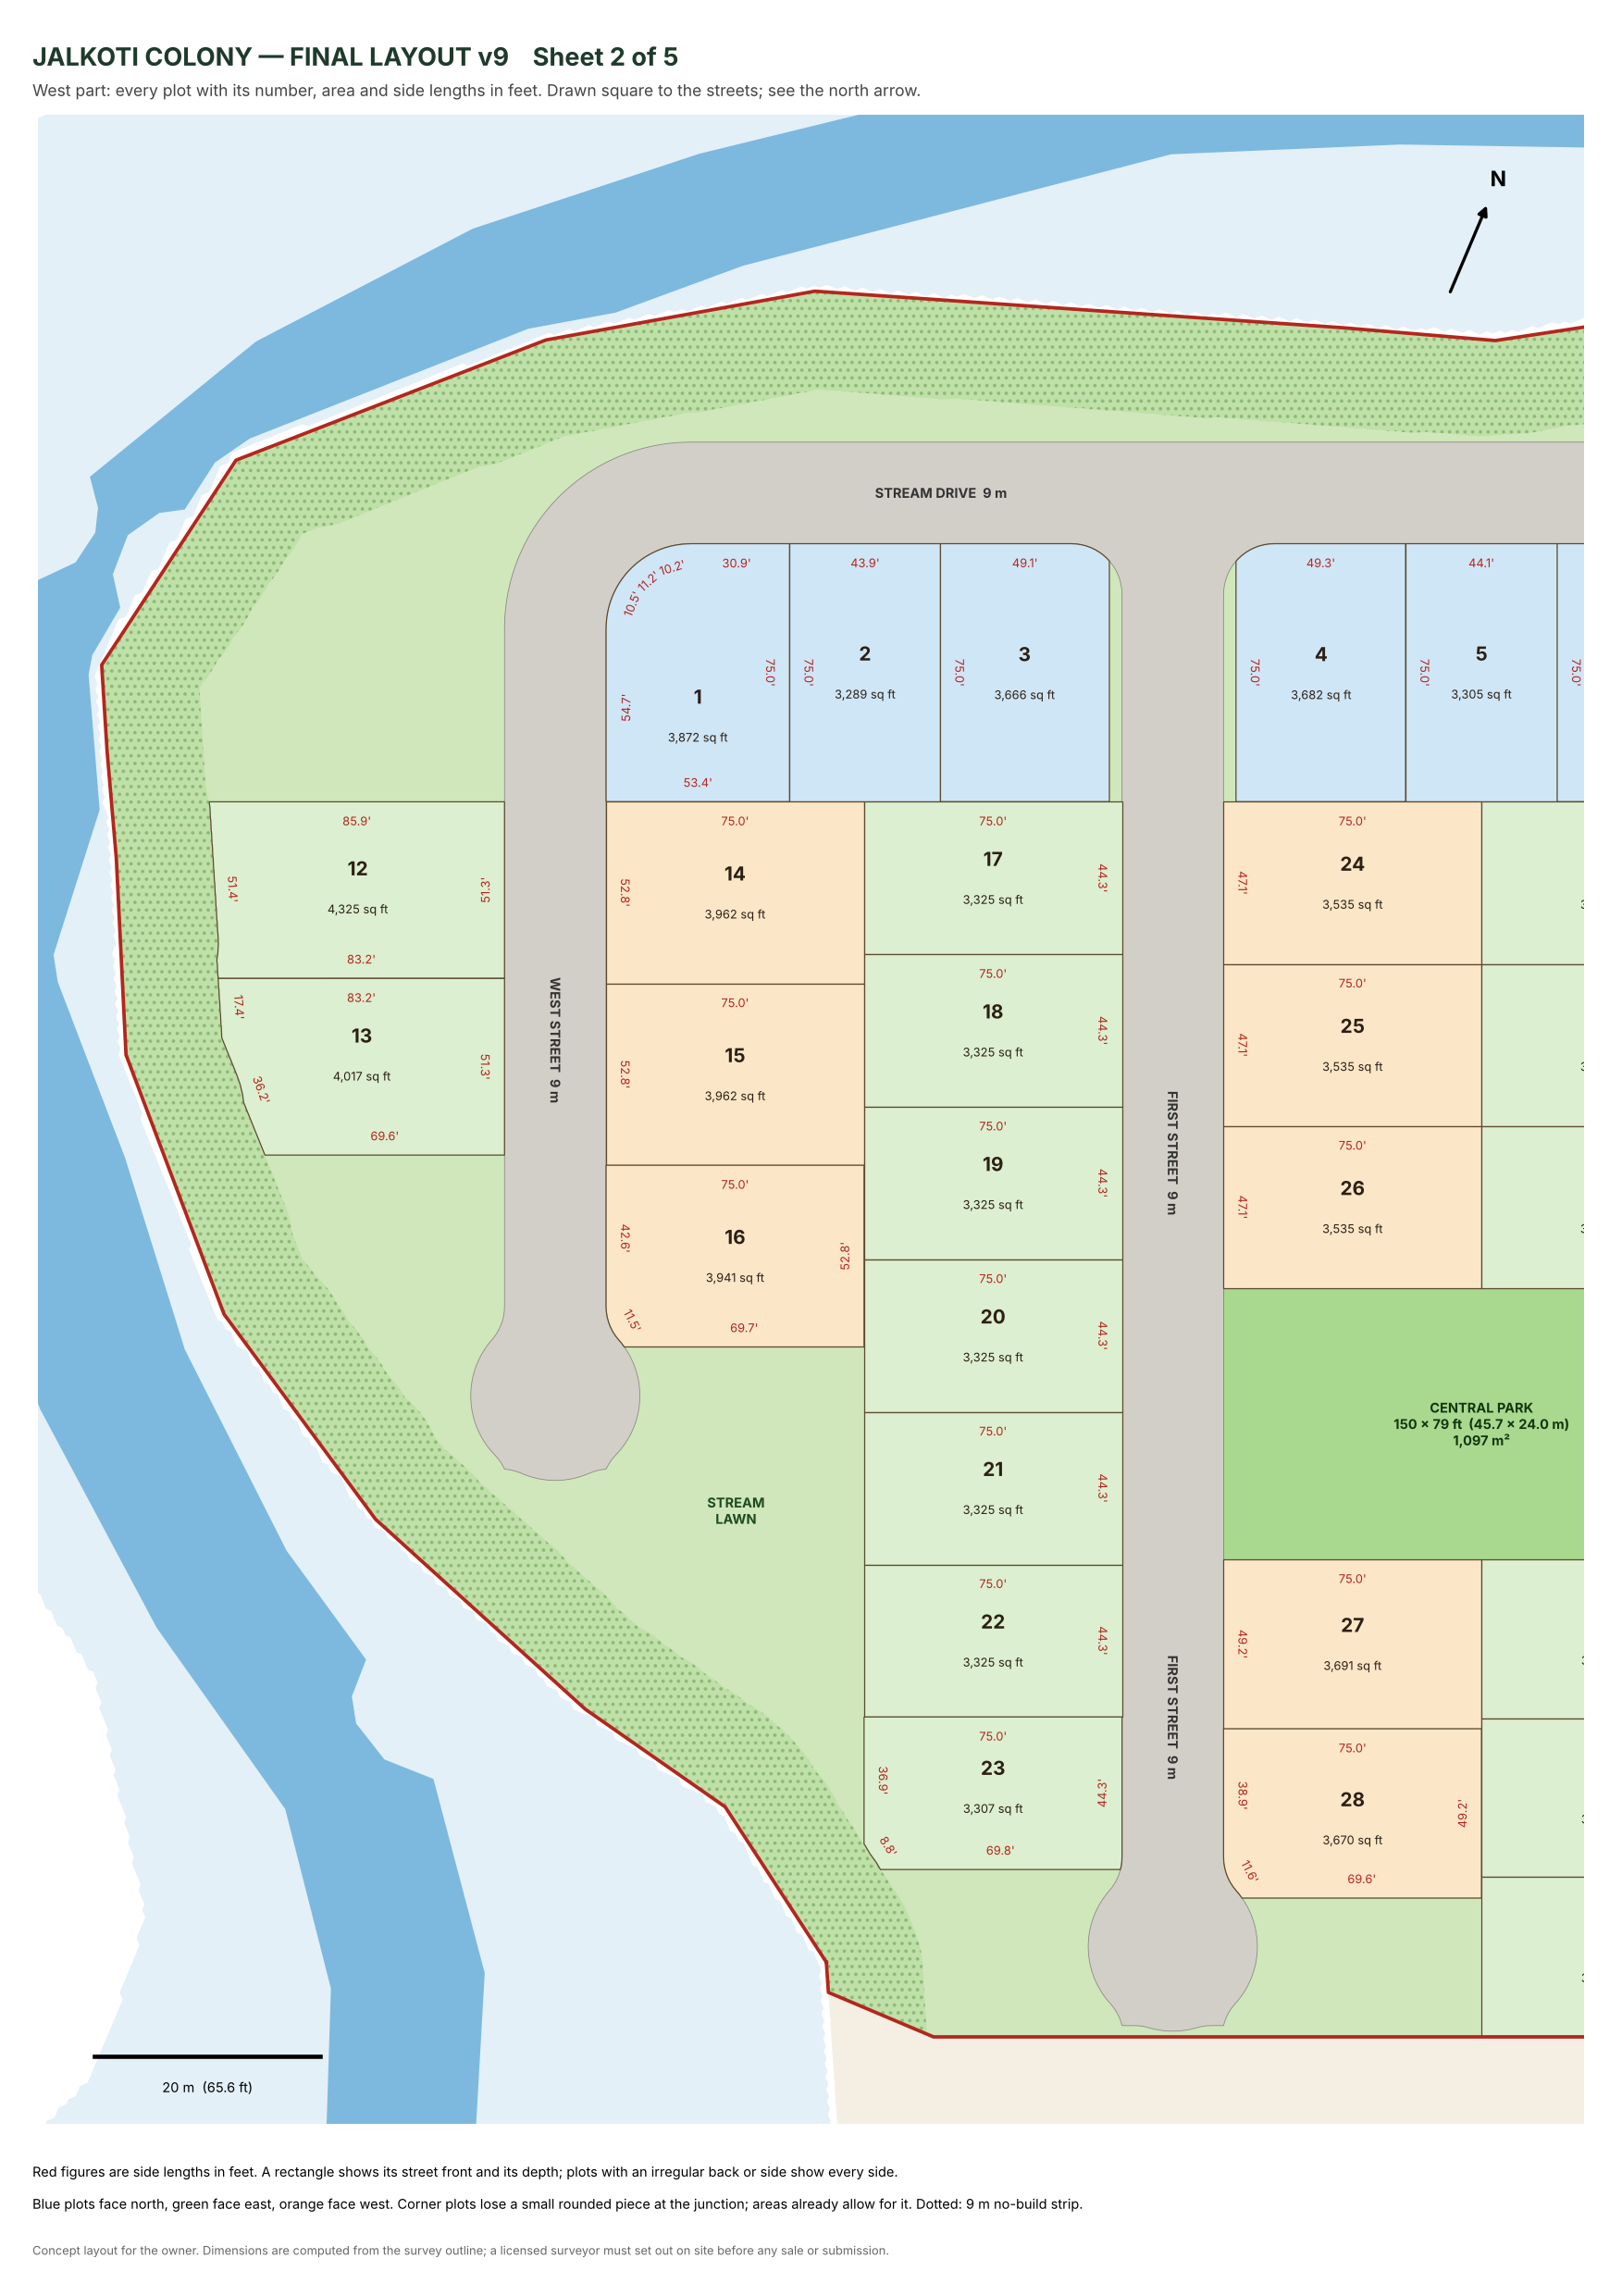 JALKOTI COLONY — FINAL LAYOUT v9 Sheet 2 of 5
West part: every plot with its number, area and side lengths in feet. Drawn square to the streets; see the north arrow.
N
STREAM DRIVE 9 m
10.5' 11.2' 10.2' 30.9'
43.9'
49.1'
49.3'
44.1'
75.0'
75.0'
75.0'
75.0'
75.0'
75.0'
54.7'
1
3,872 sq ft
53.4'
2
3,289 sq ft
3
3,666 sq ft
4
3,682 sq ft
5
3,305 sq ft
85.9'
12
4,325 sq ft
51.4'
51.3'
83.2'
83.2'
17.4'
13
4,017 sq ft
51.3'
36.2'
69.6'
WEST STREET 9 m
75.0'
14
52.8'
3,962 sq ft
75.0'
15
52.8'
3,962 sq ft
75.0'
16
42.6'
52.8'
3,941 sq ft
11.5'
69.7'
75.0'
17
44.3'
3,325 sq ft
75.0'
18
44.3'
3,325 sq ft
75.0'
19
44.3'
3,325 sq ft
75.0'
20
44.3'
3,325 sq ft
75.0'
21
44.3'
3,325 sq ft
75.0'
22
44.3'
3,325 sq ft
75.0'
23
36.9'
44.3'
3,307 sq ft
8.8'
69.8'
FIRST STREET 9 m
FIRST STREET 9 m
75.0'
24
47.1'
3,535 sq ft
75.0'
25
47.1'
3,535 sq ft
75.0'
26
47.1'
3,535 sq ft
CENTRAL PARK
150 × 79 ft (45.7 × 24.0 m)
1,097 m²
75.0'
27
49.2'
3,691 sq ft
75.0'
28
38.9'
49.2'
3,670 sq ft
11.6'
69.6'
STREAM
LAWN
20 m (65.6 ft)
Red figures are side lengths in feet. A rectangle shows its street front and its depth; plots with an irregular back or side show every side.
Blue plots face north, green face east, orange face west. Corner plots lose a small rounded piece at the junction; areas already allow for it. Dotted: 9 m no-build strip.
Concept layout for the owner. Dimensions are computed from the survey outline; a licensed surveyor must set out on site before any sale or submission.